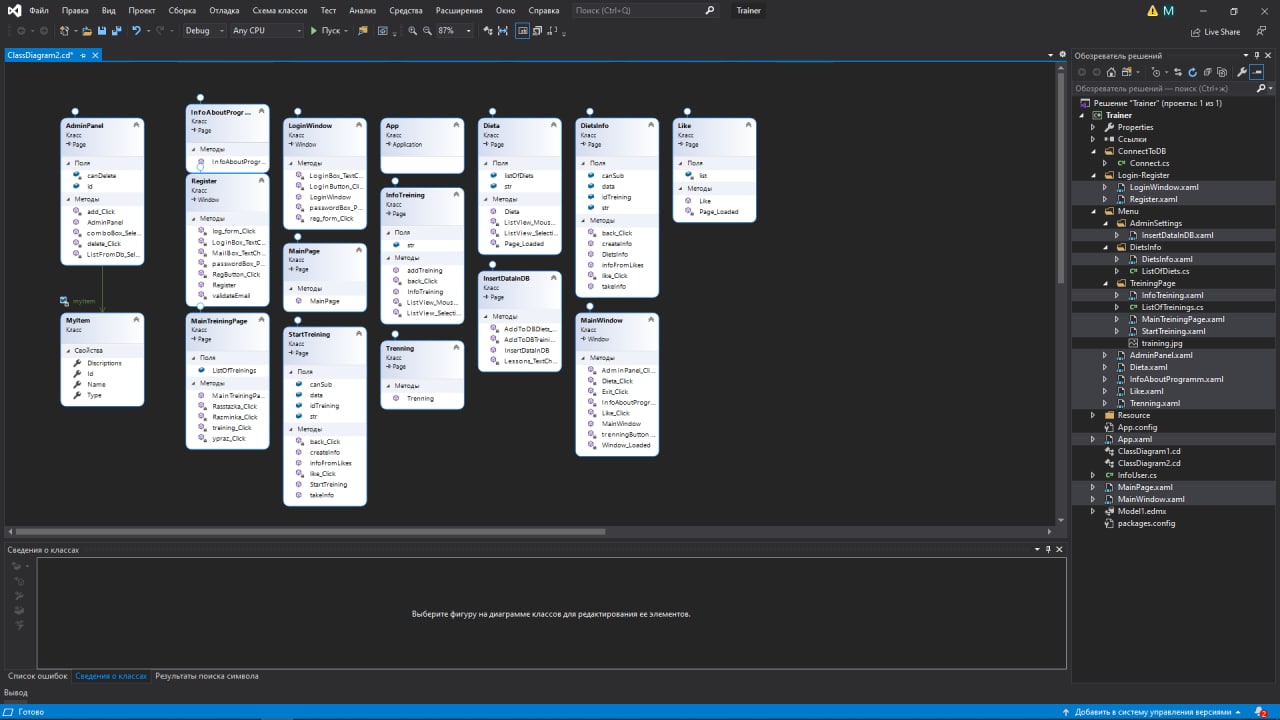 Файл Правка Вид Проект Сборка Отладка Схема классов Тест Анализ Средства Расширения Окно Справка Поиск (Ctrl+Q) Trainer M
Debug Any CPU Пуск 87% Live Share
ClassDiagram2.cd*
AdminPanel
Класс
Page
Поля
canDelete
id
Методы
add_Click
AdminPanel
comboBox_Sele...
delete_Click
ListFromDb_Sel...
myItem
MyItem
Класс
Свойства
Discriptions
Id
Name
Type
InfoAboutProgr...
Класс
Page
Методы
InfoAboutProgr...
Register
Класс
Window
Методы
log_form_Click
LoginBox_TextC...
MailBox_TextCh...
passwordBox_P...
RegButton_Click
Register
validateEmail
MainTreiningPage
Класс
Page
Поля
ListOfTreinings
Методы
MainTreiningPa...
Rasstazka_Click
Razminka_Click
training_Click
ypraz_Click
LoginWindow
Класс
Window
Методы
LoginBox_TextC...
LoginButton_Cli...
LoginWindow
passwordBox_P...
reg_form_Click
MainPage
Класс
Page
Методы
MainPage
StartTreining
Класс
Page
Поля
canSub
data
idTreining
str
Методы
back_Click
createInfo
infoFromLikes
like_Click
StartTreining
takeInfo
App
Класс
Application
InfoTreining
Класс
Page
Поля
str
Методы
addTreining
back_Click
InfoTreining
ListView_Mous...
ListView_Selecti...
Trenning
Класс
Page
Методы
Trenning
Dieta
Класс
Page
Поля
listOfDiets
str
Методы
Dieta
ListView_Mous...
ListView_Selecti...
Page_Loaded
InsertDataInDB
Класс
Page
Методы
AddToDBDiets_...
AddToDBTreini...
InsertDataInDB
Lessons_TextCh...
DietsInfo
Класс
Page
Поля
canSub
data
idTreining
str
Методы
back_Click
createInfo
DietsInfo
infoFromLikes
like_Click
takeInfo
MainWindow
Класс
Window
Методы
AdminPanel_Cli...
Dieta_Click
Exit_Click
InfoAboutProgr...
Like_Click
MainWindow
trenningButton...
Window_Loaded
Like
Класс
Page
Поля
list
Методы
Like
Page_Loaded
Обозреватель решений
Обозреватель решений — поиск (Ctrl+ж)
Решение "Trainer" (проекты: 1 из 1)
Trainer
Properties
Ссылки
ConnectToDB
Connect.cs
Login-Register
LoginWindow.xaml
Register.xaml
Menu
AdminSettings
InsertDataInDB.xaml
DietsInfo
DietsInfo.xaml
ListOfDiets.cs
TreiningPage
InfoTreining.xaml
ListOfTreinings.cs
MainTreiningPage.xaml
StartTreining.xaml
training.jpg
AdminPanel.xaml
Dieta.xaml
InfoAboutProgramm.xaml
Like.xaml
Trenning.xaml
Resource
App.config
App.xaml
ClassDiagram1.cd
ClassDiagram2.cd
InfoUser.cs
MainPage.xaml
MainWindow.xaml
Model1.edmx
packages.config
Сведения о классах
Выберите фигуру на диаграмме классов для редактирования ее элементов.
Список ошибок Сведения о классах Результаты поиска символа
Вывод
Готово Добавить в систему управления версиями 2